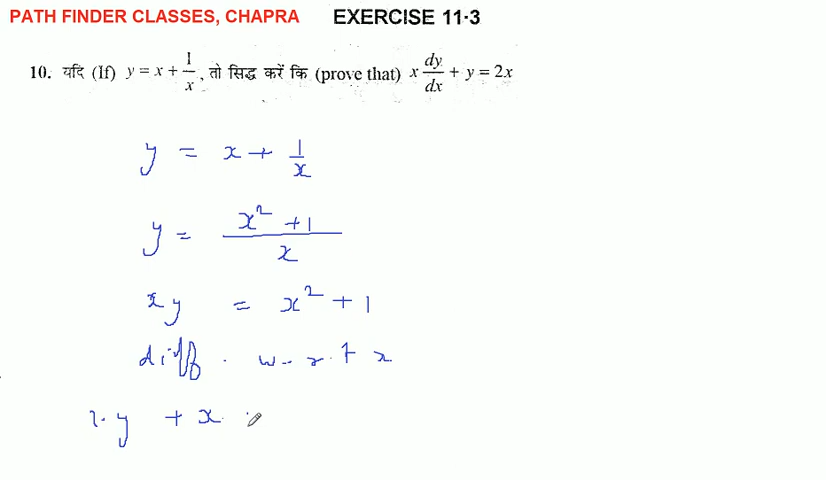 PATH FINDER CLASSES, CHAPRA EXERCISE 11·3
10. यदि (If) y = x + 1/x, तो सिद्ध करें कि (prove that) x dy/dx + y = 2x
y = x + 1/x
y = (x² + 1)/x
xy = x² + 1
diff. w.r.t x
1·y + x·